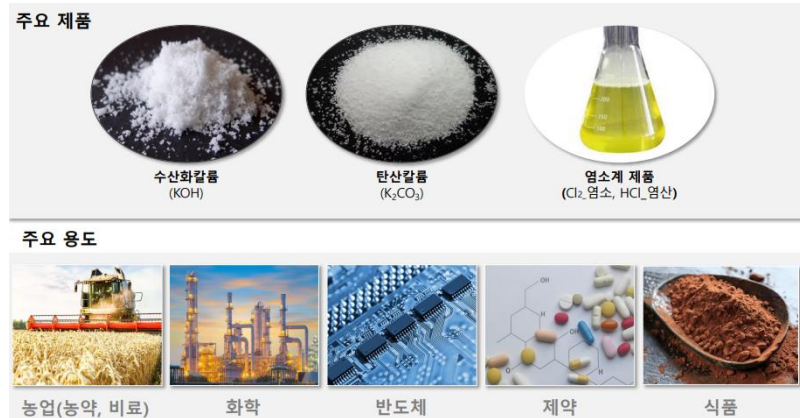 주요 제품
수산화칼륨
(KOH)
탄산칼륨
(K₂CO₃)
염소계 제품
(Cl₂_염소, HCl_염산)
주요 용도
농업(농약, 비료)
화학
반도체
제약
식품